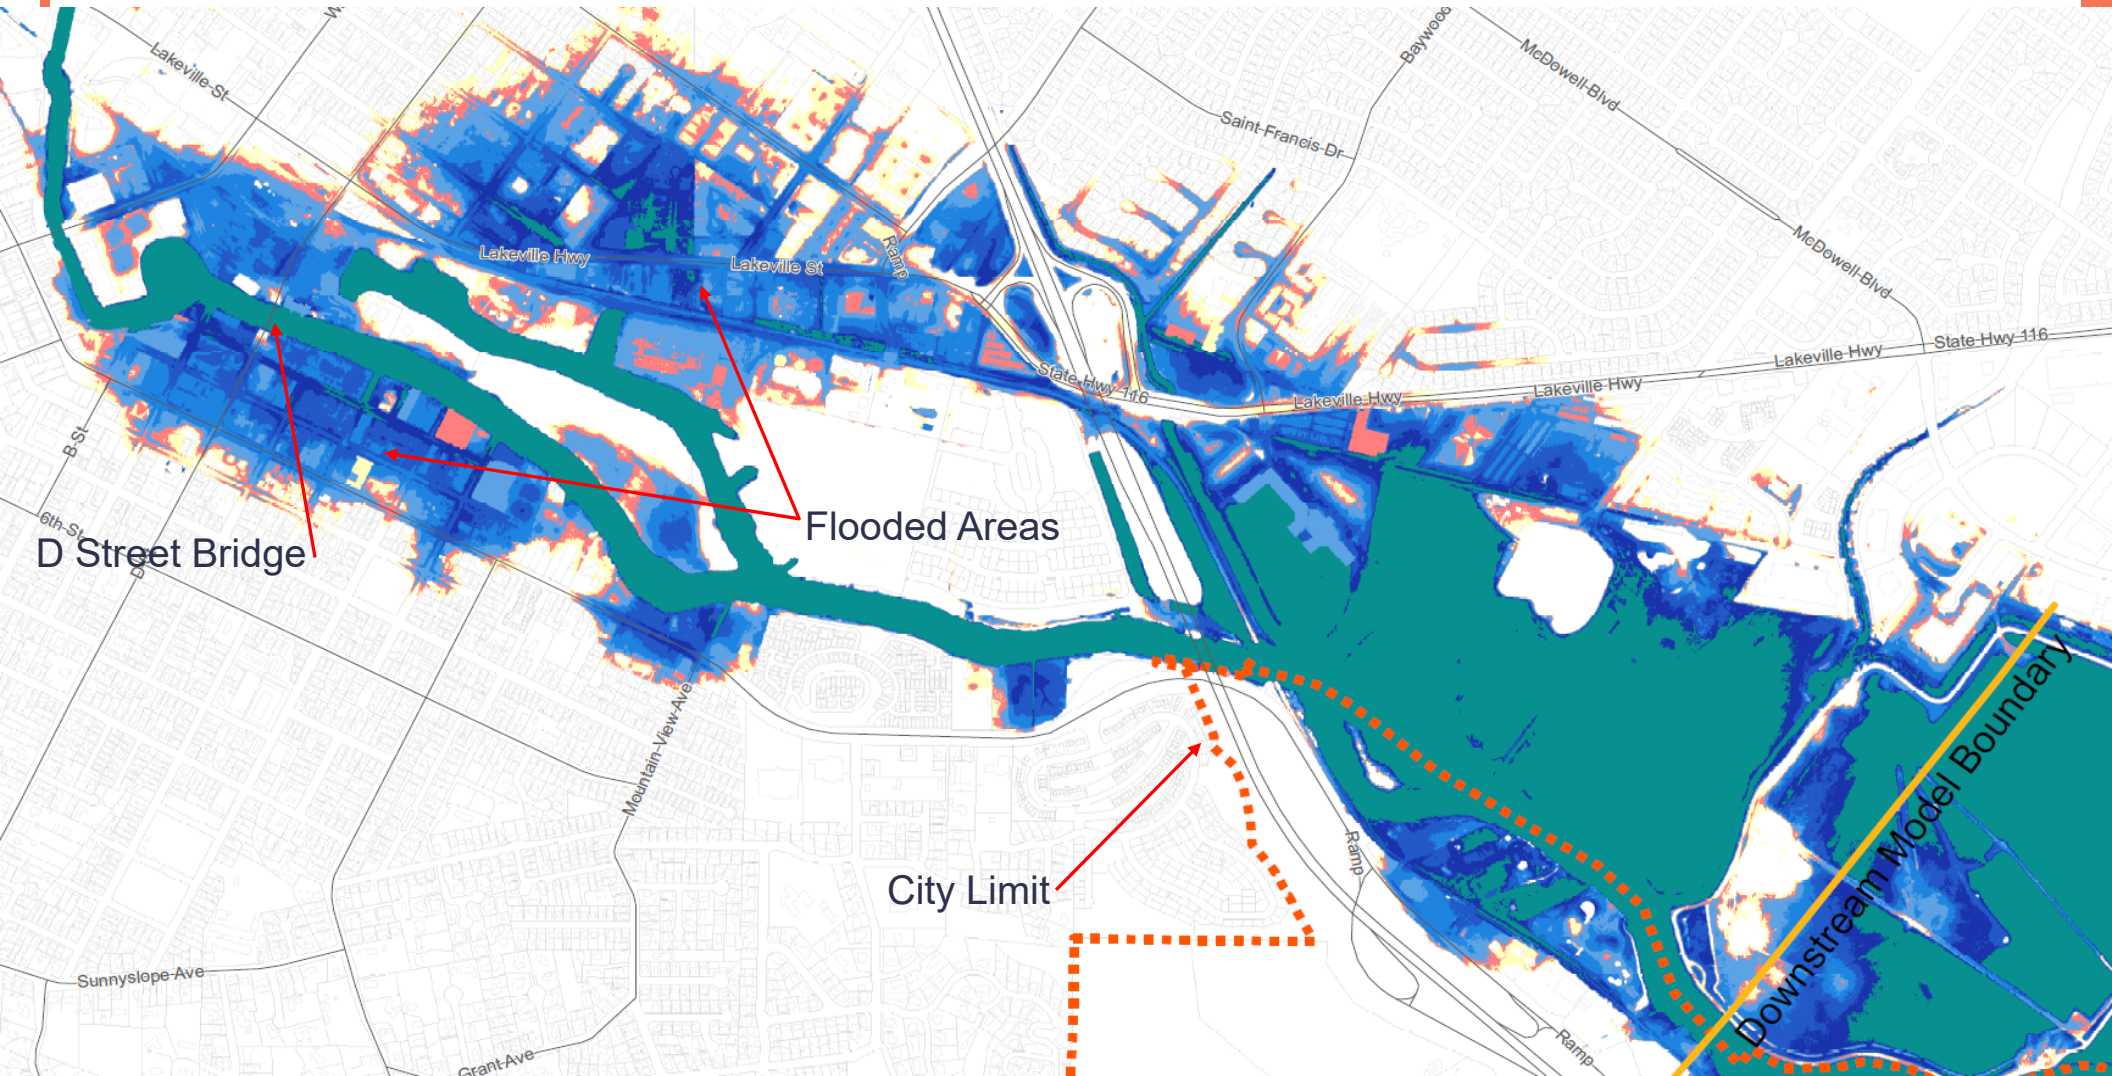 Lakeville-St
Baywood
McDowell-Blvd
Saint-Francis-Dr
McDowell-Blvd
Ramp
Lakeville Hwy
Lakeville St
State Hwy 116
Lakeville Hwy
State-Hwy-116
Lakeville-Hwy
Lakeville-Hwy
B-St
6th-St
D Street Bridge
Flooded Areas
Downstream Model Boundary
Mountain-View-Ave
City Limit
Ramp
Sunnyslope-Ave
Grant-Ave
Ramp